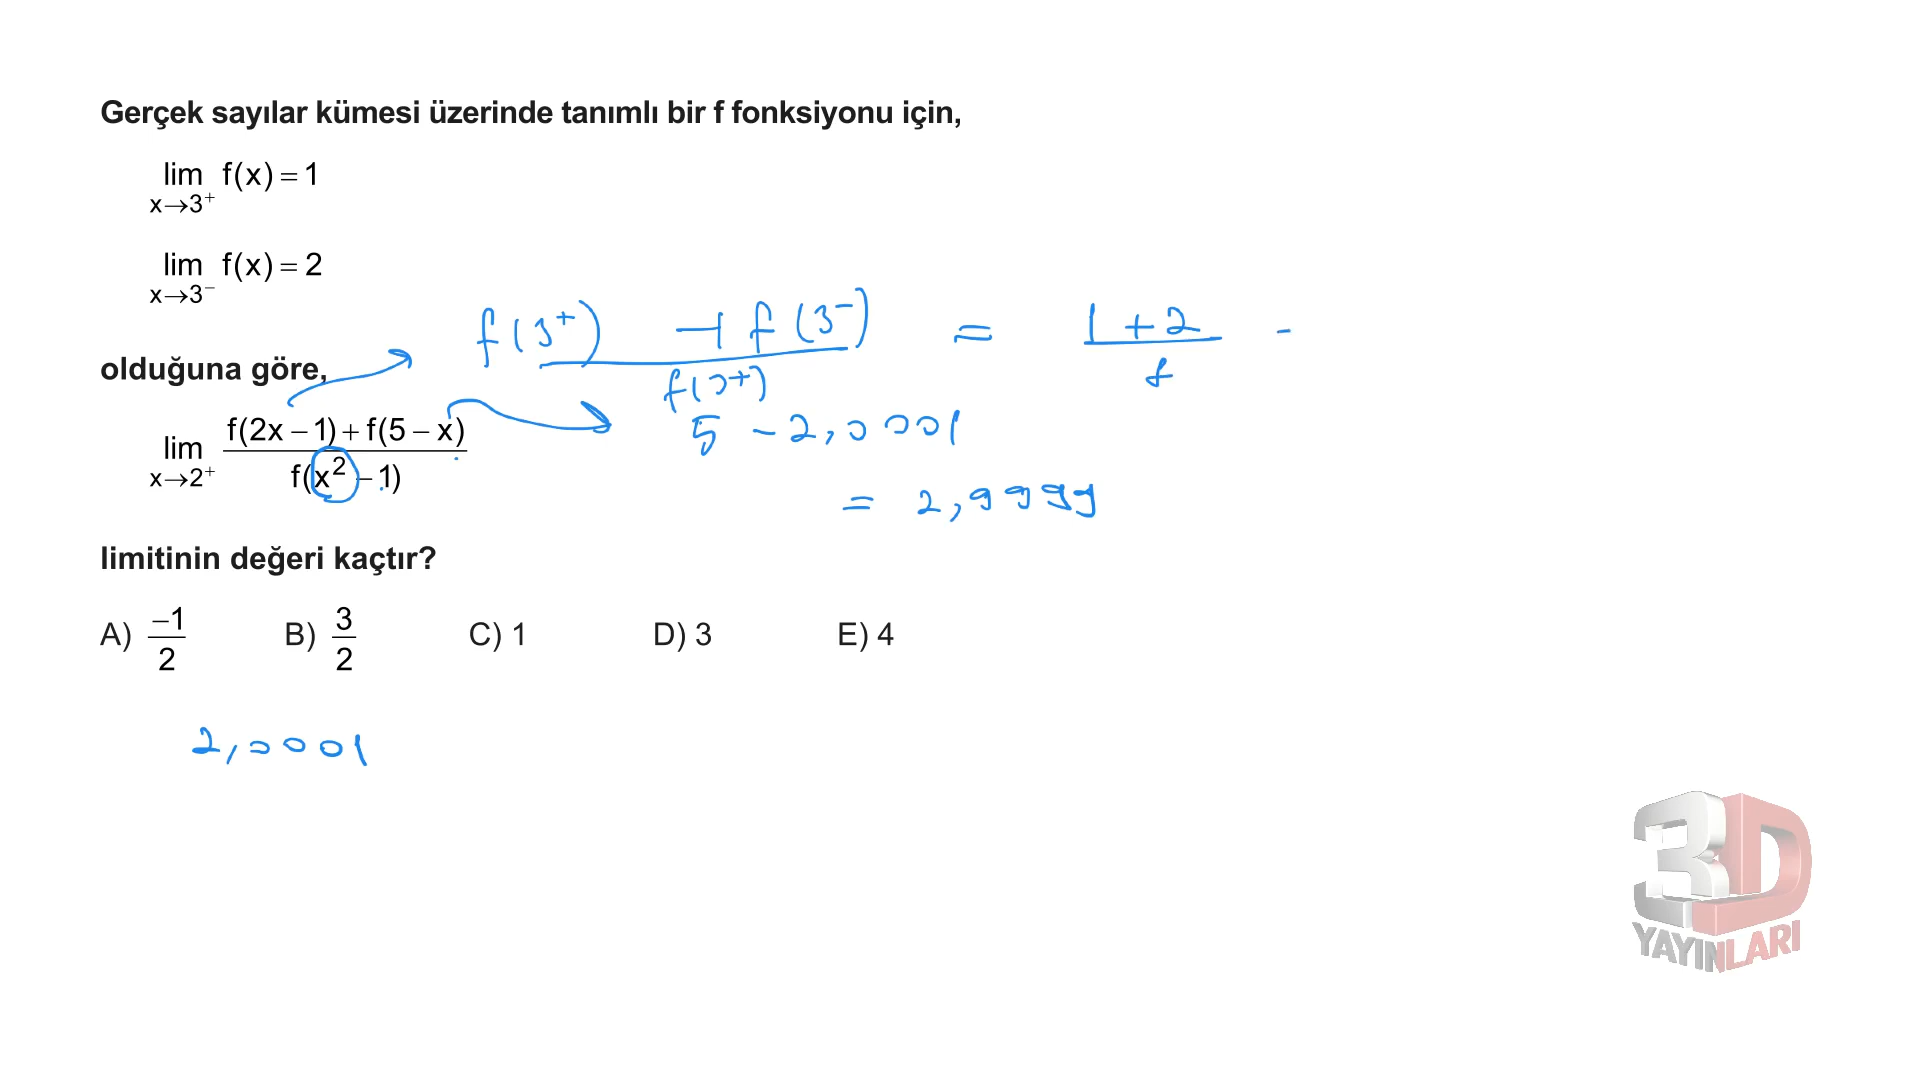 Gerçek sayılar kümesi üzerinde tanımlı bir f fonksiyonu için,
lim f(x) = 1
x→3⁺
lim f(x) = 2
x→3⁻
f(3⁺) + f(3⁻) = 1 + 2 -
f(3⁺)
olduğuna göre,
5 - 2,0001
f(2x – 1) + f(5 – x)
lim
x→2⁺
f(x² – 1)
= 2,9999
limitinin değeri kaçtır?
A) –1/2 B) 3/2 C) 1 D) 3 E) 4
2,0001
3D
YAYINLARI